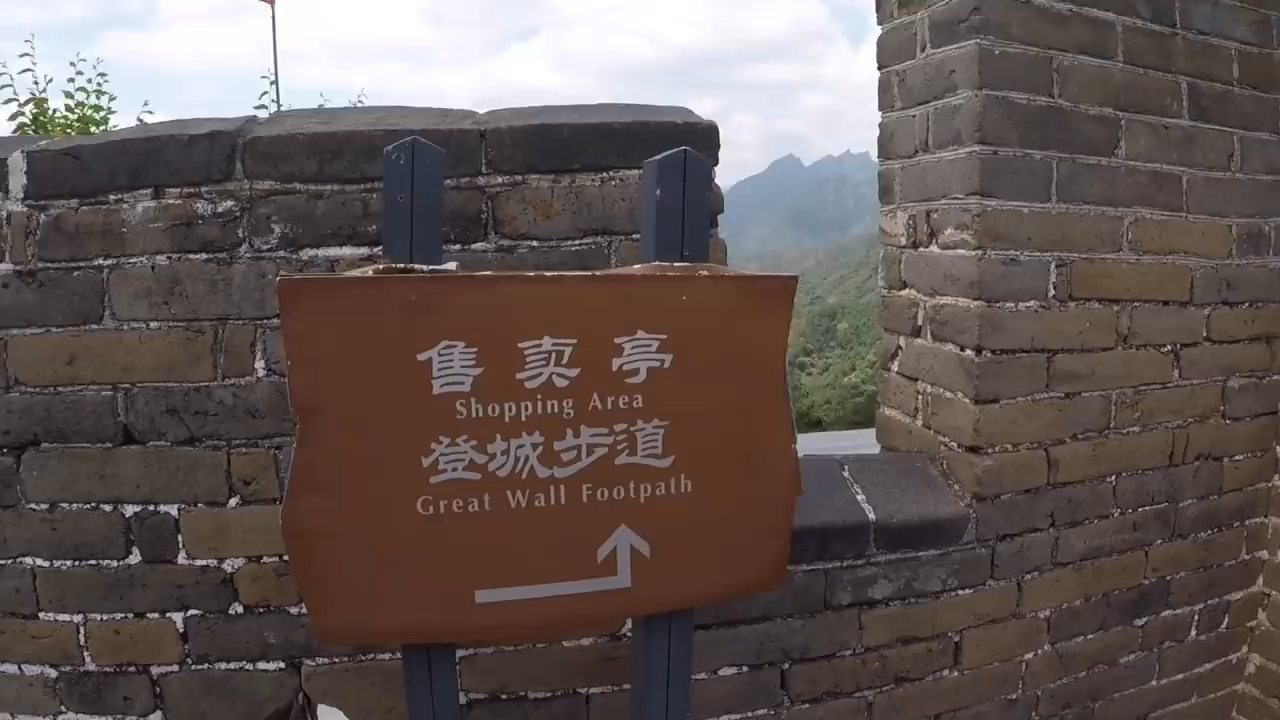 售卖亭
Shopping Area
登城步道
Great Wall Footpath